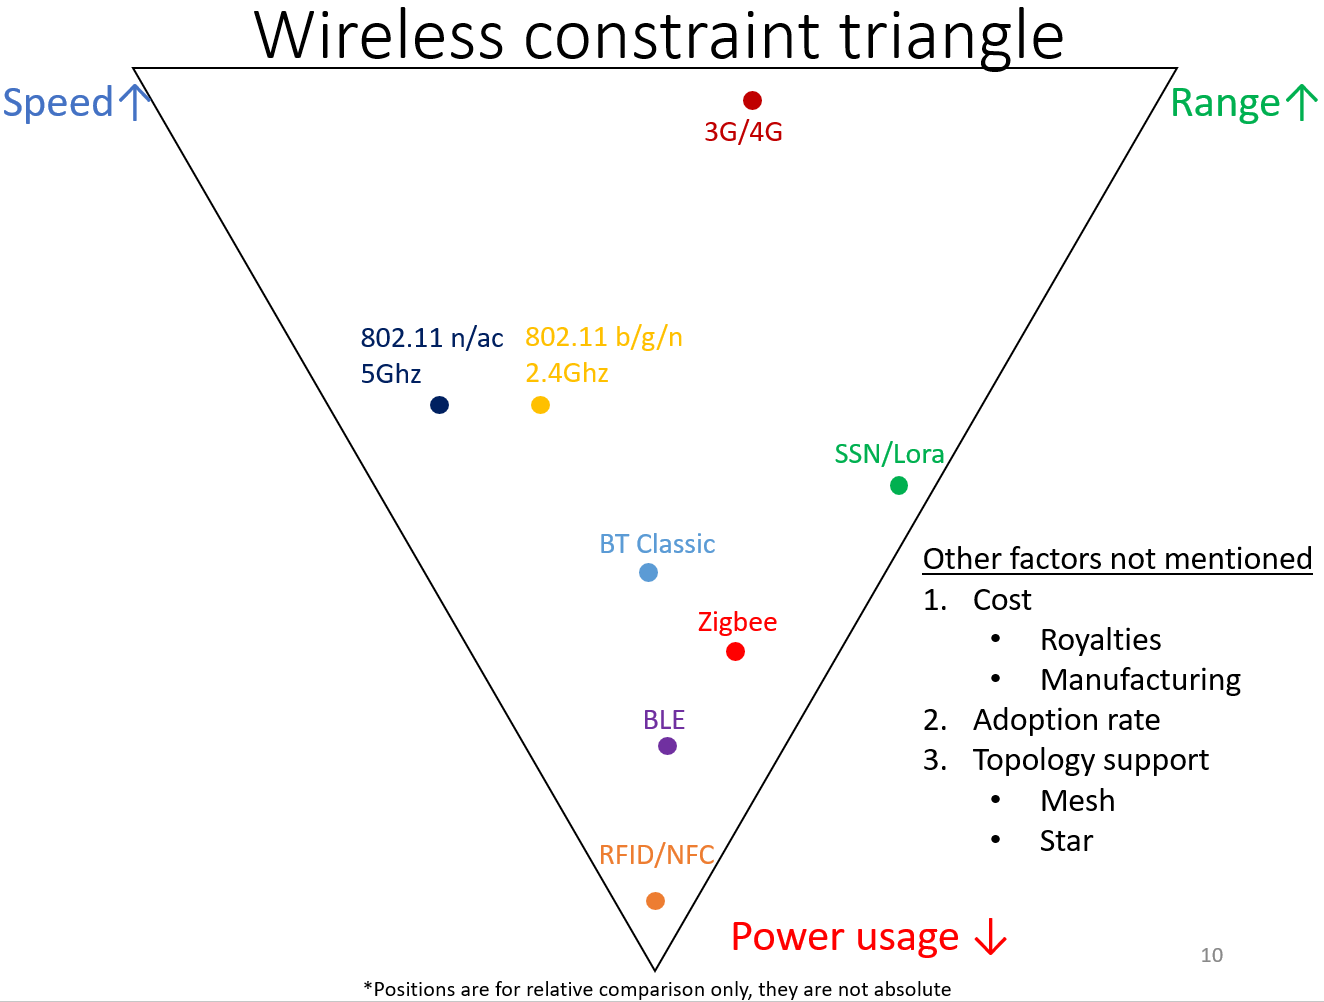 Wireless constraint triangle
Speed↑
Range↑
3G/4G
802.11 n/ac
5Ghz
802.11 b/g/n
2.4Ghz
SSN/Lora
BT Classic
Zigbee
BLE
RFID/NFC
Other factors not mentioned
1. Cost
• Royalties
• Manufacturing
2. Adoption rate
3. Topology support
• Mesh
• Star
Power usage ↓
10
*Positions are for relative comparison only, they are not absolute